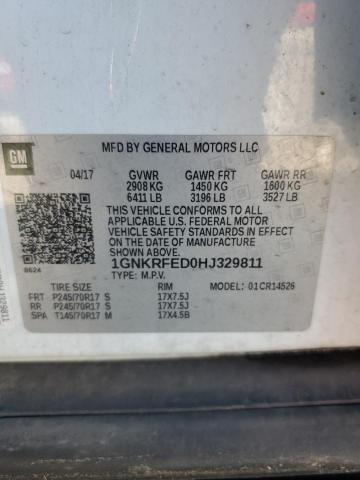 GM
MFD BY GENERAL MOTORS LLC
04/17 GVWR GAWR FRT GAWR RR
2908 KG 1450 KG 1600 KG
6411 LB 3196 LB 3527 LB
THIS VEHICLE CONFORMS TO ALL
APPLICABLE U.S. FEDERAL MOTOR
VEHICLE SAFETY STANDARDS IN EFFECT
ON THE DATE OF MANUFACTURE
SHOWN ABOVE.
8624
1GNKRFED0HJ329811
TYPE: M.P.V.
TIRE SIZE RIM MODEL: 01CR14526
FRT P245/70R17 S 17X7.5J
RR P245/70R17 S 17X7.5J
SPA T145/70R17 M 17X4.5B